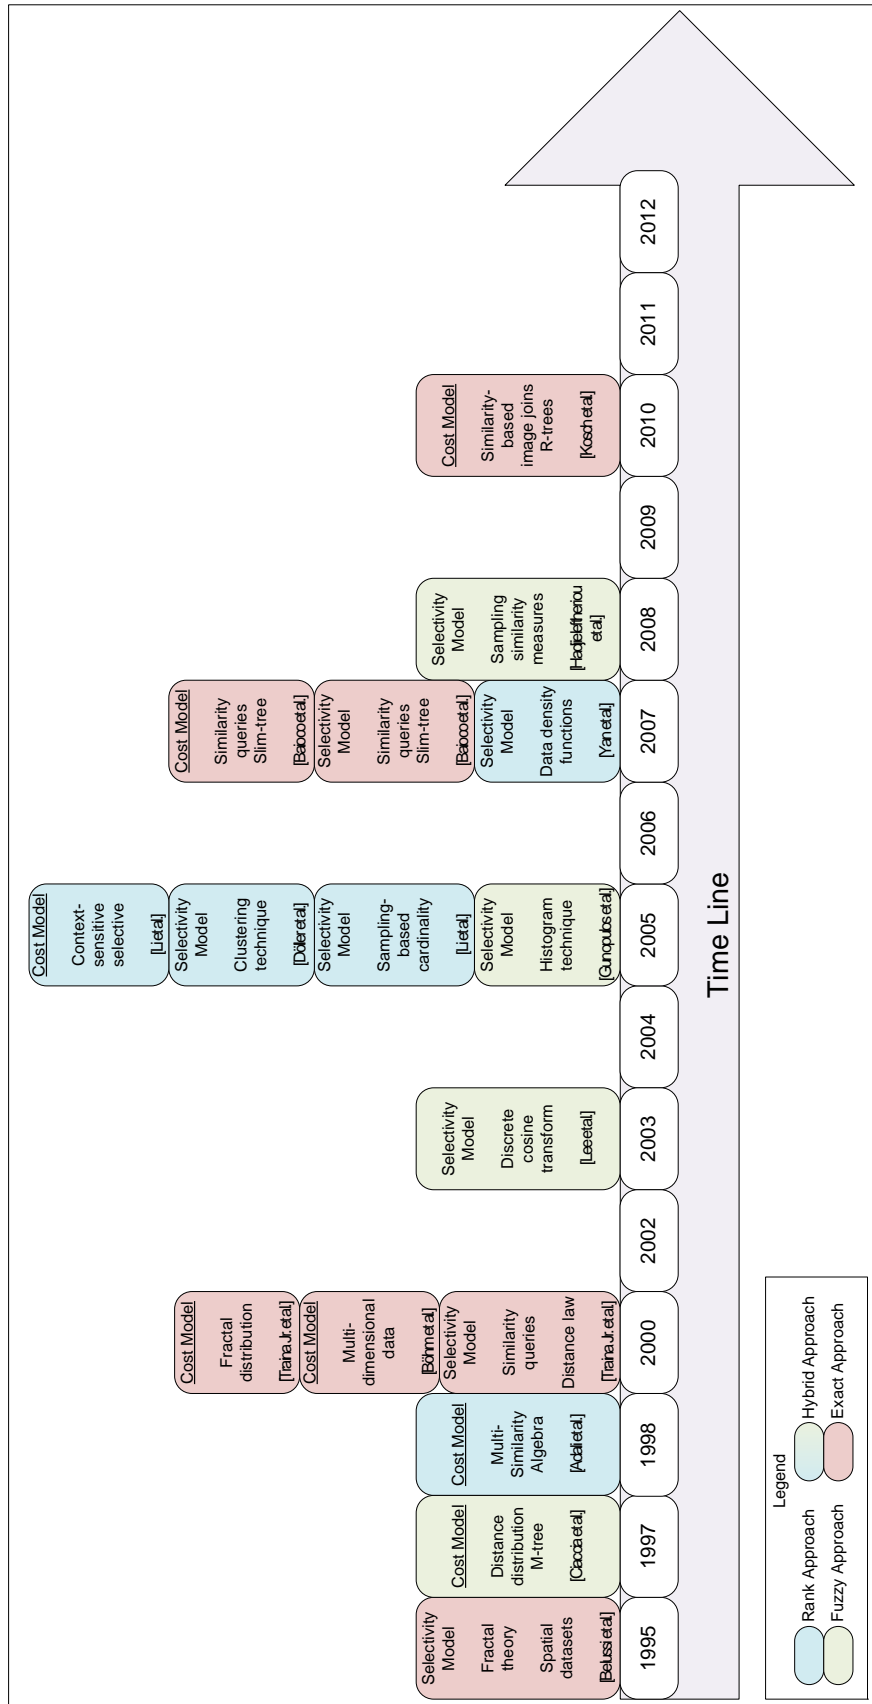 Selectivity
Model
Fractal
theory
Spatial
datasets
[Belussi et al.]
1995
Cost Model
Distance
distribution
M-tree
[Ciaccia et al.]
1997
Cost Model
Multi-
Similarity
Algebra
[Adali et al.]
1998
Cost Model
Fractal
distribution
[Traina Jr. et al.]
Cost Model
Multi-
dimensional
data
[Böhm et al.]
Selectivity
Model
Similarity
queries
Distance law
[Traina Jr. et al.]
2000
2002
Selectivity
Model
Discrete
cosine
transform
[Lee et al.]
2003
2004
Cost Model
Context-
sensitive
selective
[Li et al.]
Selectivity
Model
Clustering
technique
[Döller et al.]
Selectivity
Model
Sampling-
based
cardinality
[Li et al.]
Selectivity
Model
Histogram
technique
[Gunopulos et al.]
2005
2006
Cost Model
Similarity
queries
Slim-tree
[Baioco et al.]
Selectivity
Model
Similarity
queries
Slim-tree
[Baioco et al.]
Selectivity
Model
Data density
functions
[Yan et al.]
2007
Selectivity
Model
Sampling
similarity
measures
[Hadjieleftheriou
et al.]
2008
2009
Cost Model
Similarity-
based
image joins
R-trees
[Kosch et al.]
2010
2011
2012
Time Line
Legend
Rank Approach
Hybrid Approach
Fuzzy Approach
Exact Approach